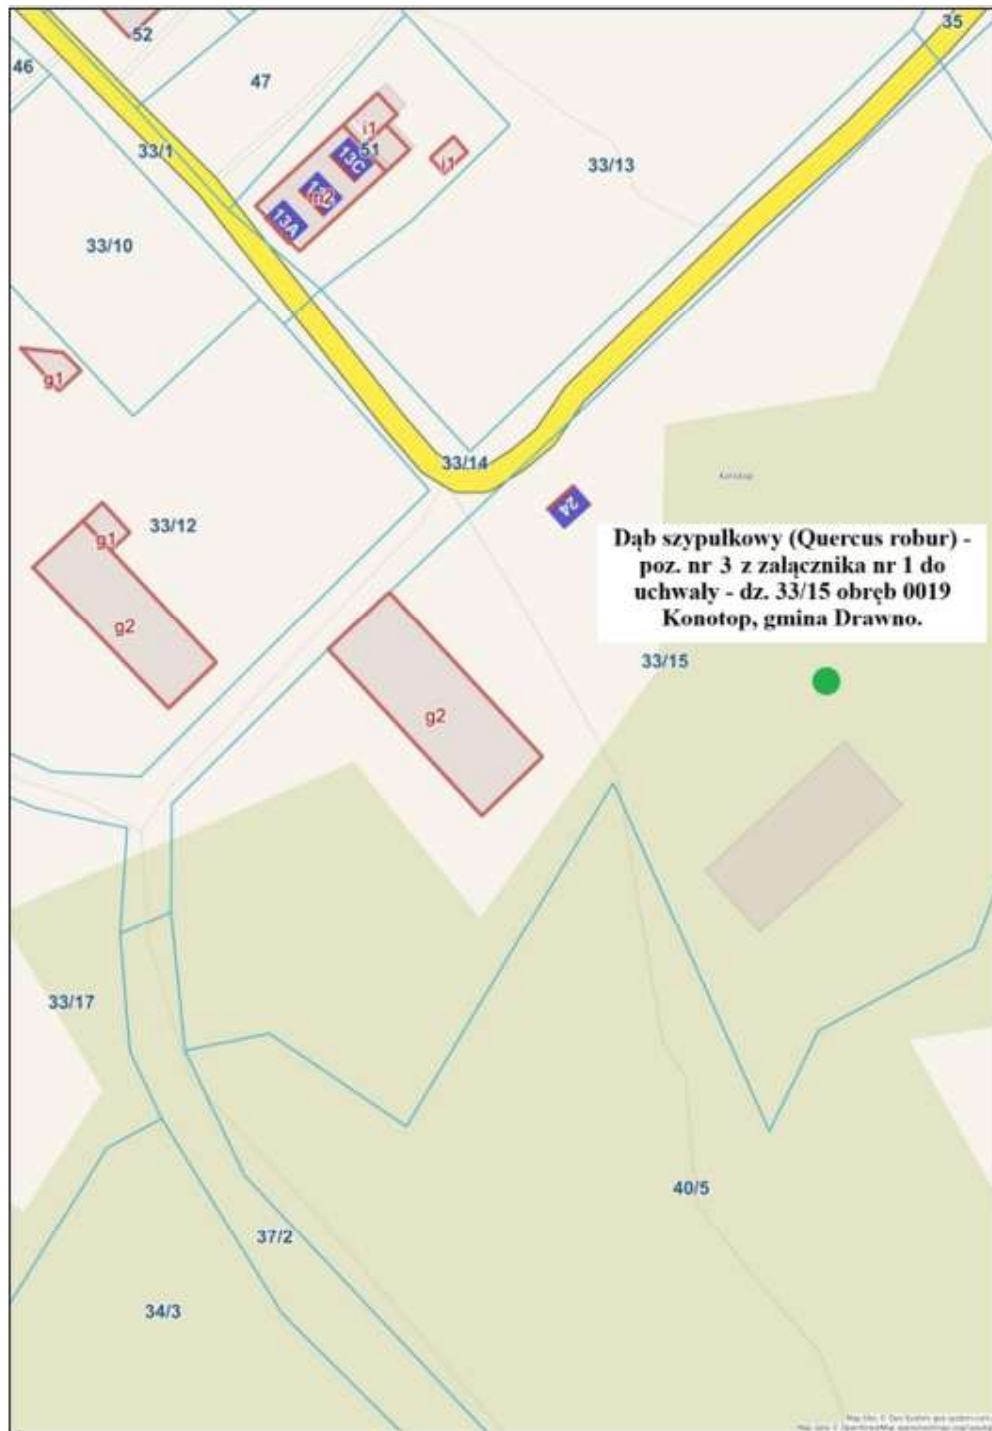 35
52
46
47
i1
51
13C
i1
33/1
33/13
13A
33/10
g1
33/14
24
33/12
g1
Dąb szypułkowy (Quercus robur) -
poz. nr 3 z załącznika nr 1 do
uchwały - dz. 33/15 obręb 0019
Konotop, gmina Drawno.
g2
33/15
g2
33/17
40/5
37/2
34/3